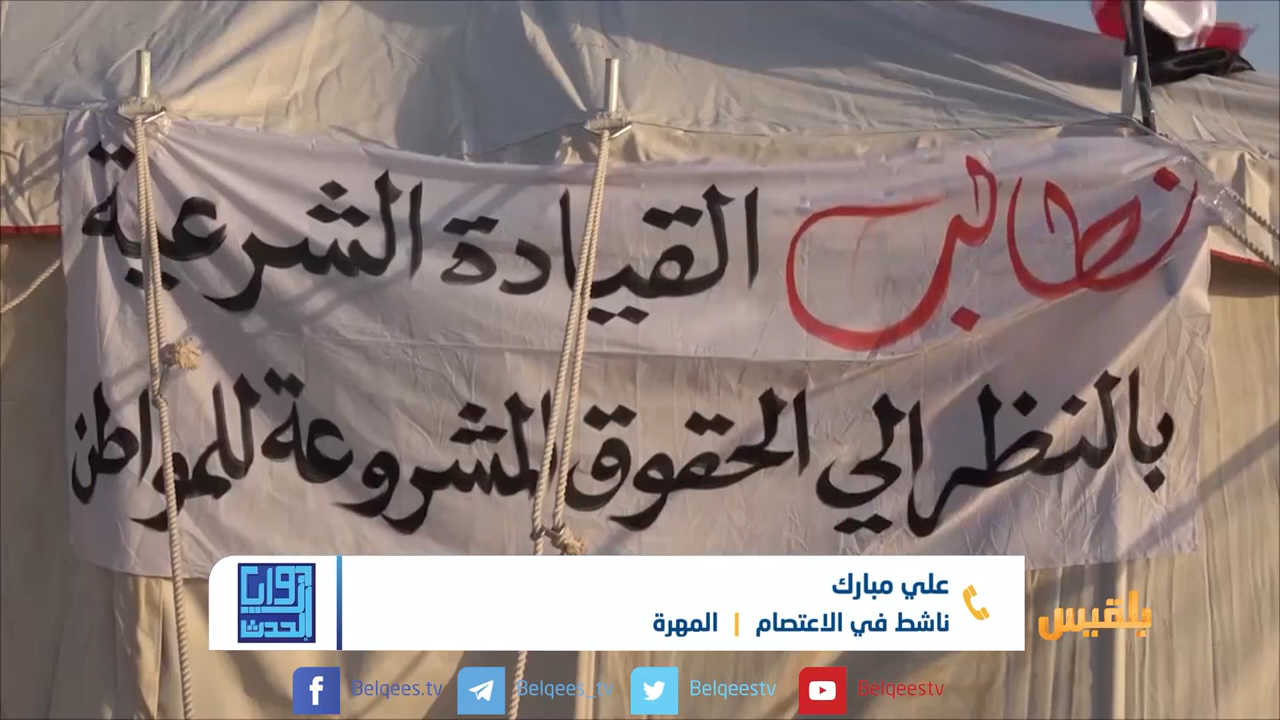 نطالب القيادة الشرعية
بالنظر الي الحقوق المشروعة للمواطن
علي مبارك
ناشط في الاعتصام | المهرة
زوايا الحدث
بلقيس
Belqees.tv
Belqees_tv
Belqeestv
Belqeestv